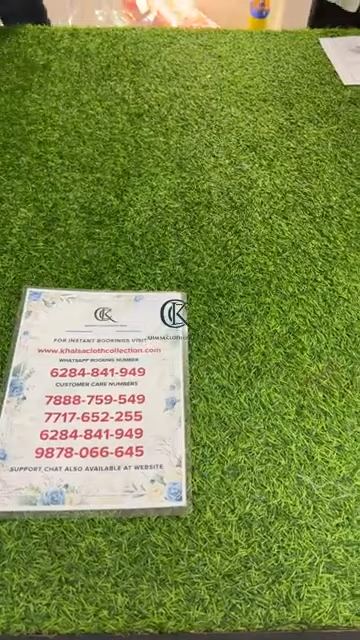 CK
FOR INSTANT BOOKINGS VISIT
www.khalsaclothcollection.com
WHATSAPP BOOKING NUMBER
6284-841-949
CUSTOMER CARE NUMBERS
7888-759-549
7717-652-255
6284-841-949
9878-066-645
SUPPORT CHAT ALSO AVAILABLE AT WEBSITE
CK